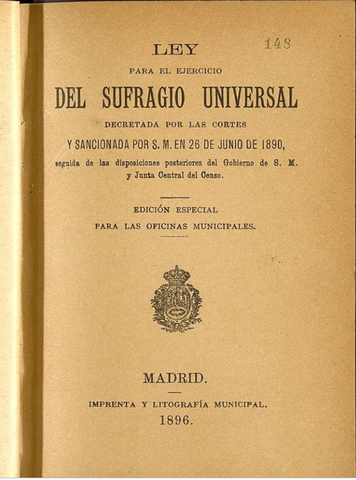 148
LEY
PARA EL EJERCICIO
DEL SUFRAGIO UNIVERSAL
DECRETADA POR LAS CORTES
Y SANCIONADA POR S. M. EN 26 DE JUNIO DE 1890,
seguida de las disposiciones posteriores del Gobierno de S. M.
y Junta Central del Censo.
EDICIÓN ESPECIAL
PARA LAS OFICINAS MUNICIPALES.
MADRID.
IMPRENTA Y LITOGRAFÍA MUNICIPAL.
1896.